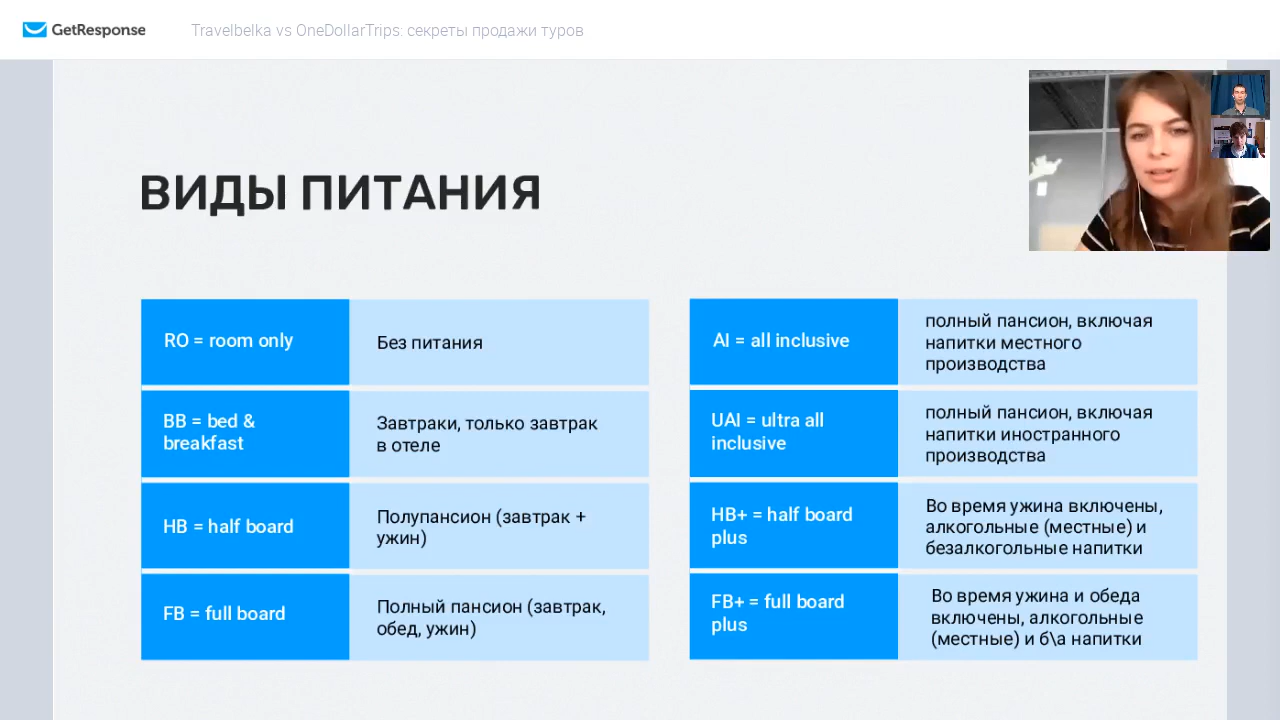 GetResponse
Travelbelka vs OneDollarTrips: секреты продажи туров
ВИДЫ ПИТАНИЯ
RO = room only
Без питания
BB = bed &
breakfast
Завтраки, только завтрак
в отеле
HB = half board
Полупансион (завтрак +
ужин)
FB = full board
Полный пансион (завтрак,
обед, ужин)
AI = all inclusive
полный пансион, включая
напитки местного
производства
UAI = ultra all
inclusive
полный пансион, включая
напитки иностранного
производства
HB+ = half board
plus
Во время ужина включены,
алкогольные (местные) и
безалкогольные напитки
FB+ = full board
plus
Во время ужина и обеда
включены, алкогольные
(местные) и б\а напитки